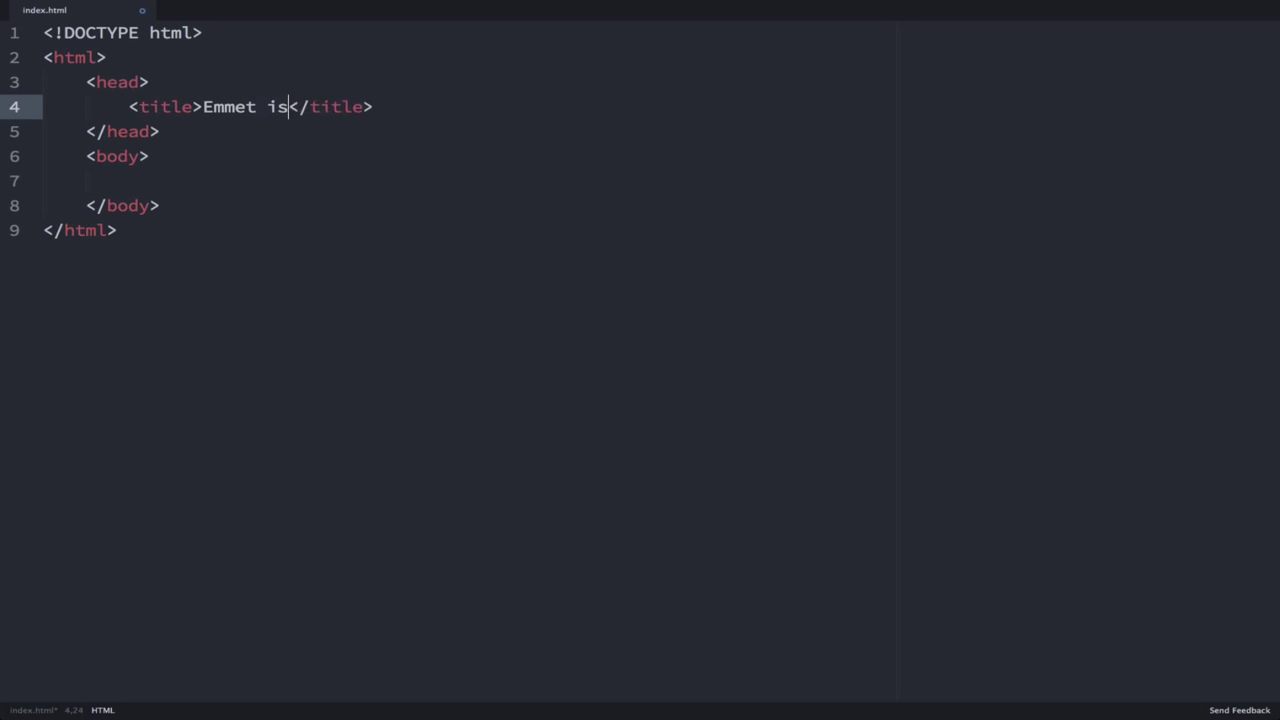 index.html
1 <!DOCTYPE html>
2 <html>
3 <head>
4 <title>Emmet is</title>
5 </head>
6 <body>
7
8 </body>
9 </html>
index.html* 4,24 HTML Send Feedback